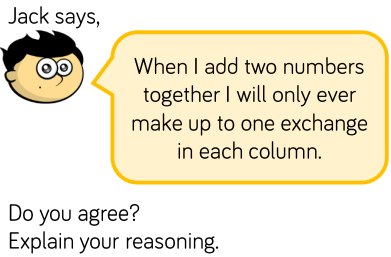 Jack says,
When I add two numbers
together I will only ever
make up to one exchange
in each column.
Do you agree?
Explain your reasoning.